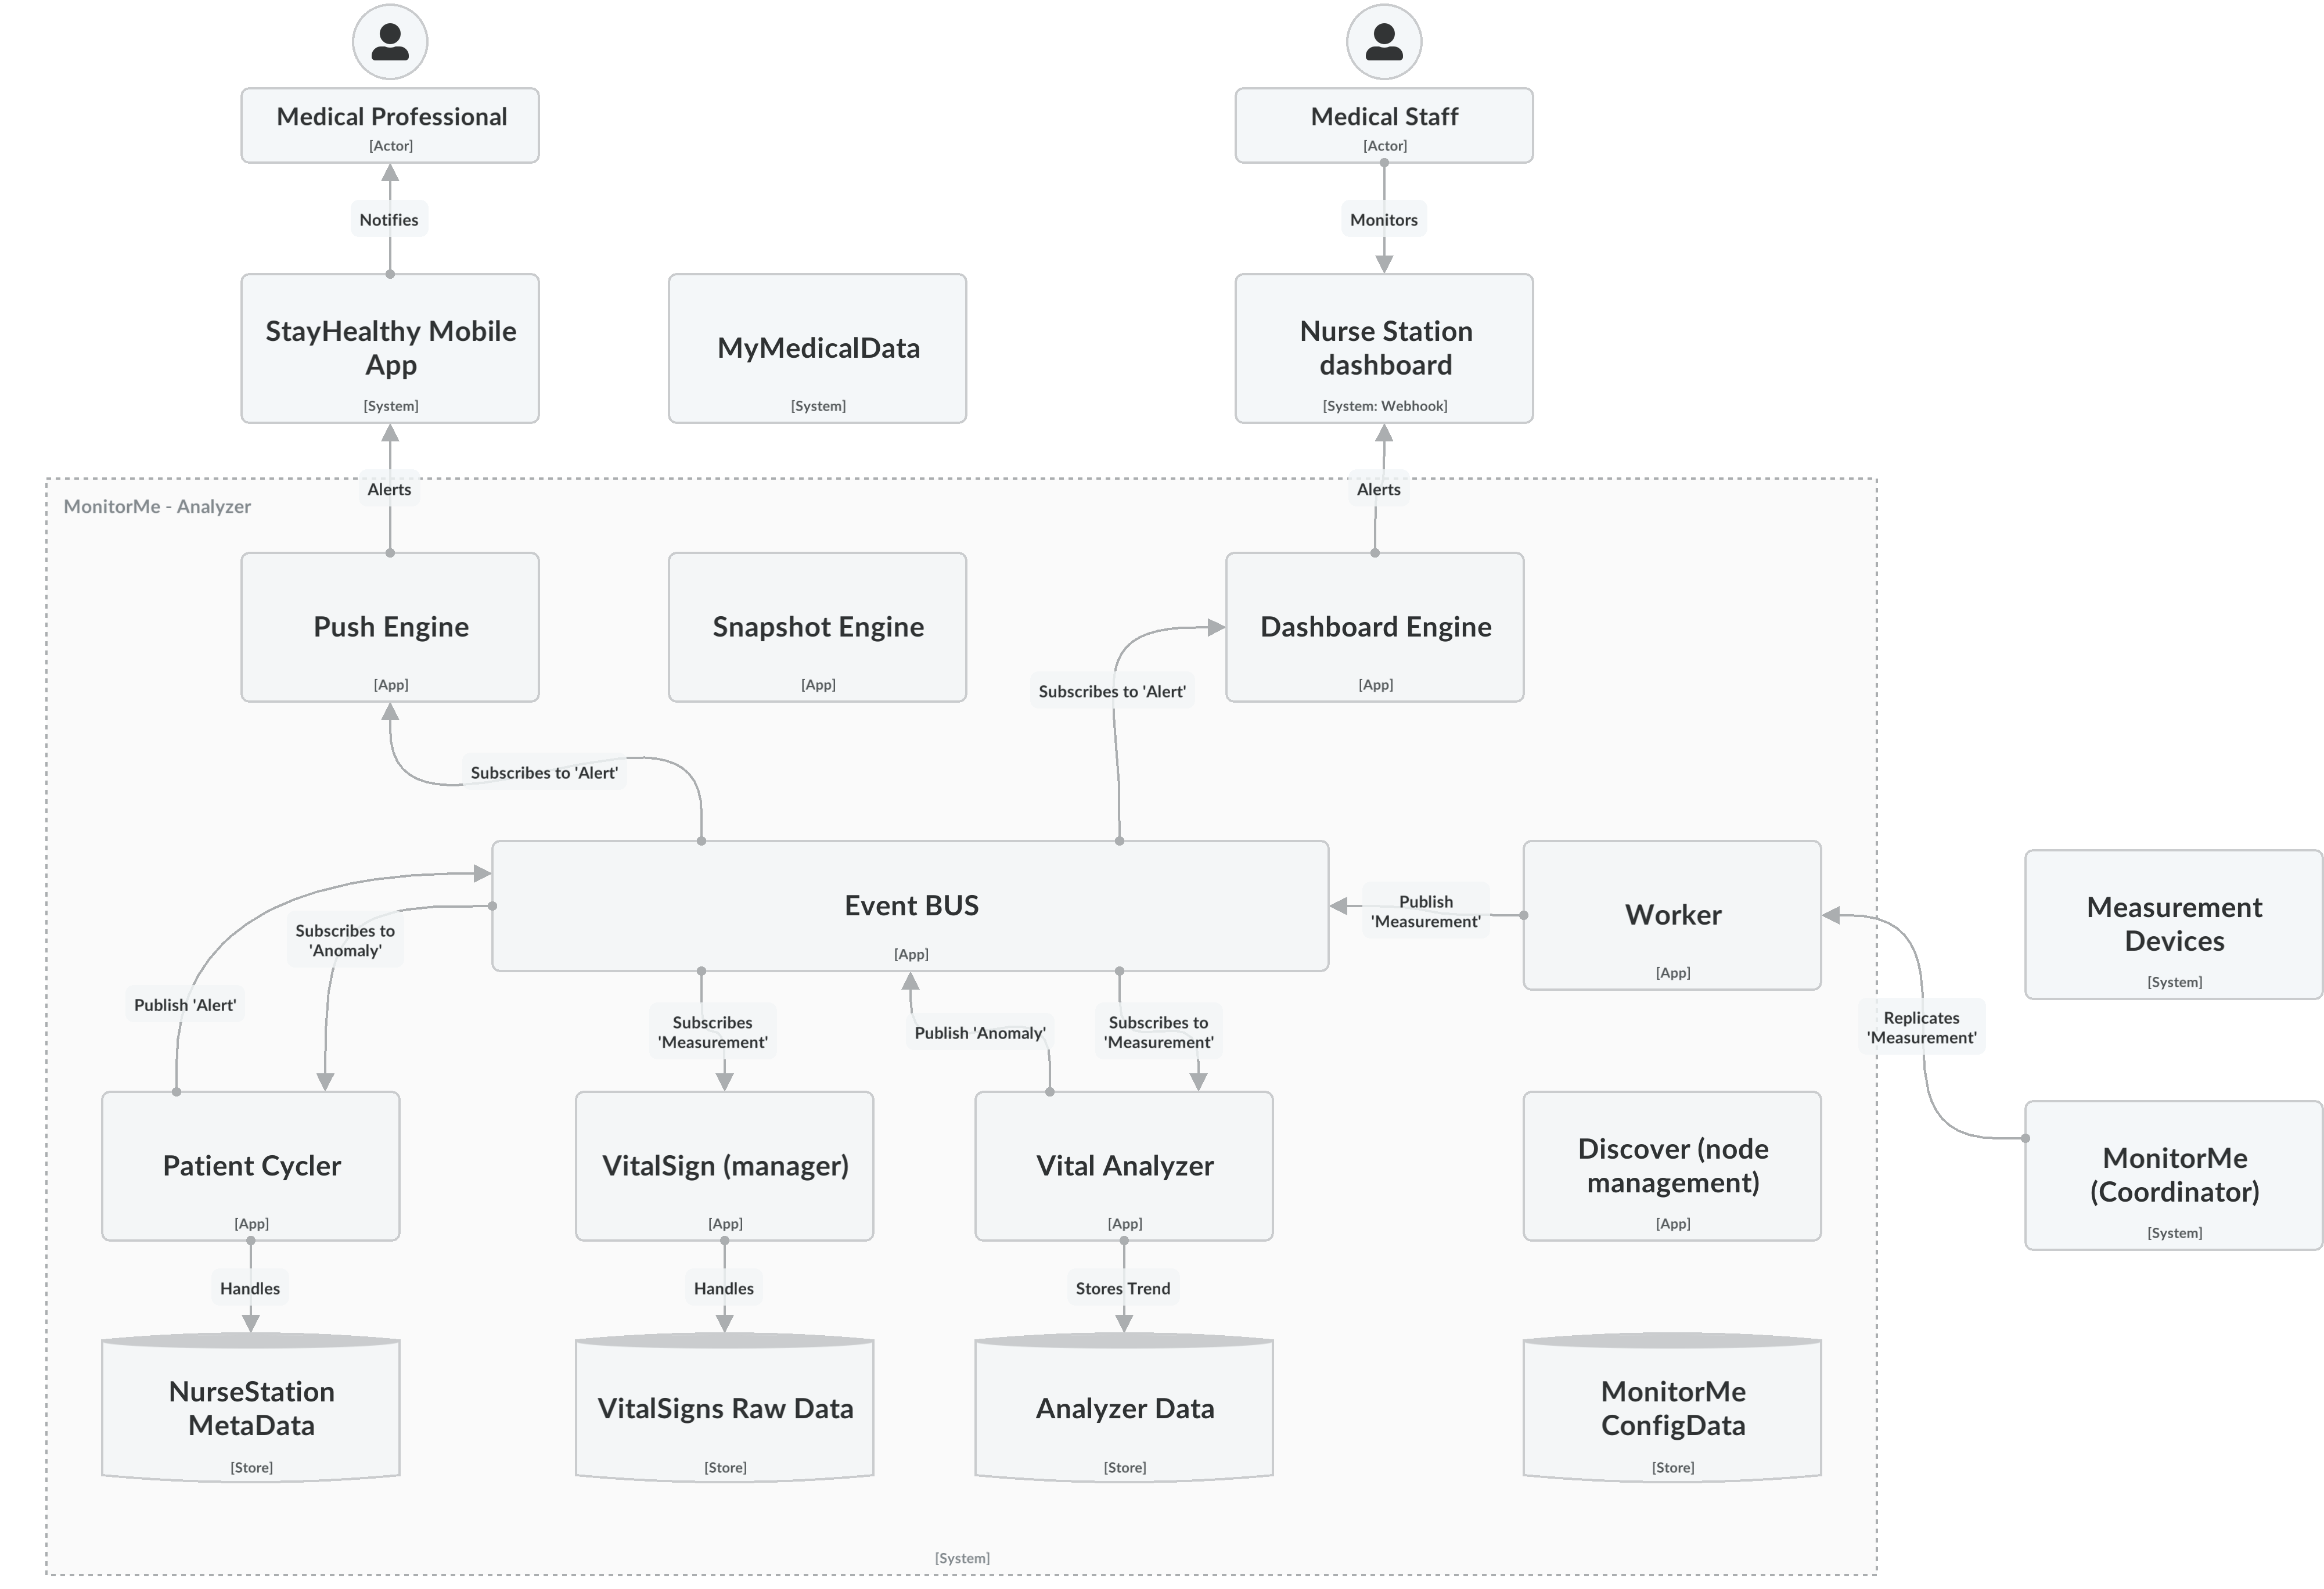 Medical Professional
[Actor]
Medical Staff
[Actor]
Notifies
Monitors
StayHealthy Mobile
App
[System]
MyMedicalData
[System]
Nurse Station
dashboard
[System: Webhook]
Alerts
Alerts
MonitorMe - Analyzer
Push Engine
[App]
Snapshot Engine
[App]
Dashboard Engine
[App]
Subscribes to 'Alert'
Subscribes to 'Alert'
Event BUS
[App]
Publish
'Measurement'
Worker
[App]
Measurement
Devices
[System]
Subscribes to
'Anomaly'
Publish 'Alert'
Subscribes
'Measurement'
Publish 'Anomaly'
Subscribes to
'Measurement'
Replicates
'Measurement'
Patient Cycler
[App]
VitalSign (manager)
[App]
Vital Analyzer
[App]
Discover (node
management)
[App]
MonitorMe
(Coordinator)
[System]
Handles
Handles
Stores Trend
NurseStation
MetaData
[Store]
VitalSigns Raw Data
[Store]
Analyzer Data
[Store]
MonitorMe
ConfigData
[Store]
[System]